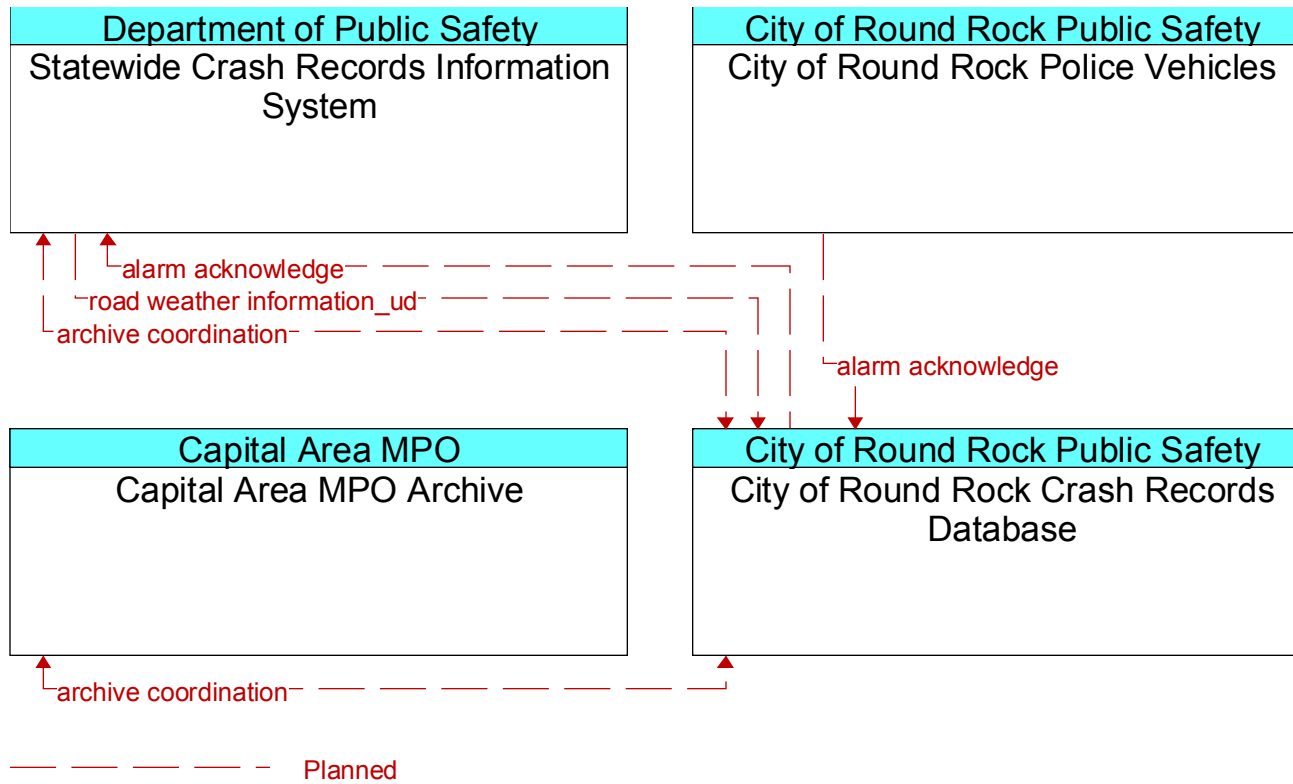 Department of Public Safety
Statewide Crash Records Information
System
City of Round Rock Public Safety
City of Round Rock Police Vehicles
alarm acknowledge
road weather information_ud
archive coordination
alarm acknowledge
Capital Area MPO
Capital Area MPO Archive
City of Round Rock Public Safety
City of Round Rock Crash Records
Database
archive coordination
Planned